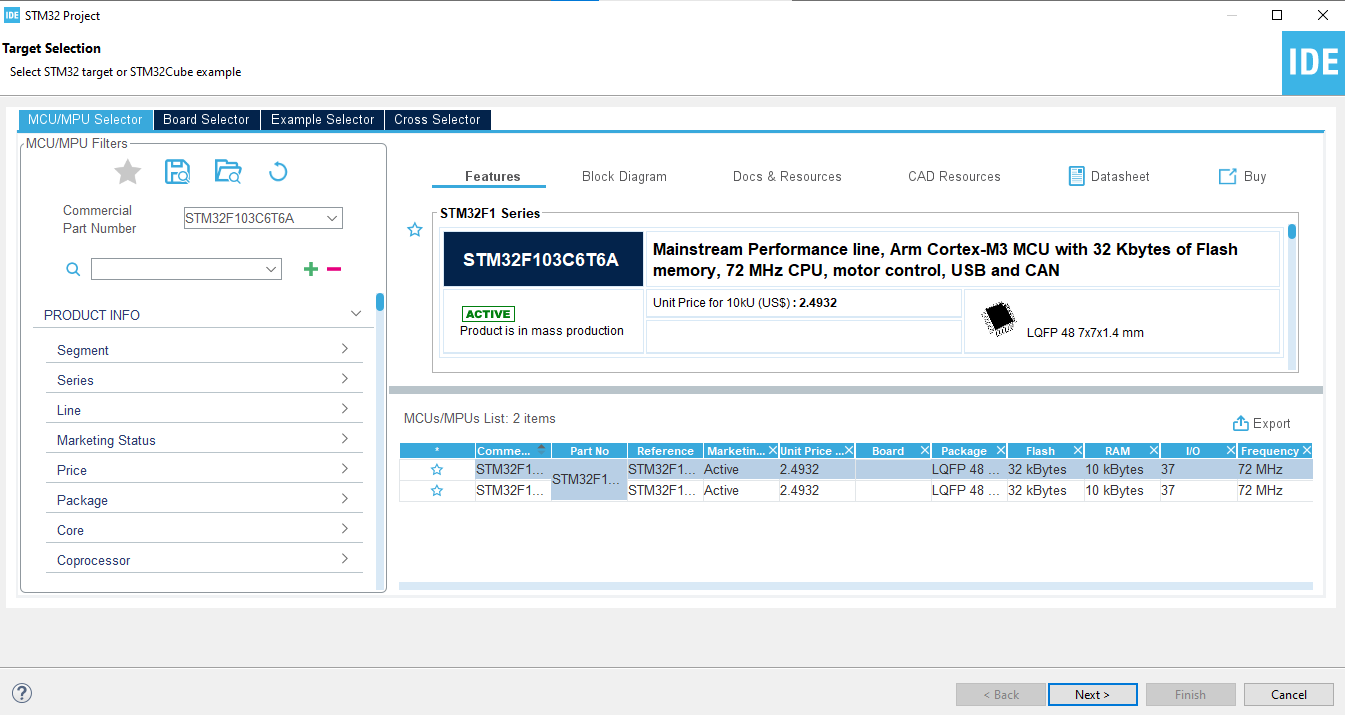 IDE STM32 Project
Target Selection
Select STM32 target or STM32Cube example
IDE
MCU/MPU Selector Board Selector Example Selector Cross Selector
MCU/MPU Filters
Commercial
Part Number
STM32F103C6T6A
PRODUCT INFO
Segment
Series
Line
Marketing Status
Price
Package
Core
Coprocessor
Features Block Diagram Docs & Resources CAD Resources Datasheet Buy
STM32F1 Series
STM32F103C6T6A
Mainstream Performance line, Arm Cortex-M3 MCU with 32 Kbytes of Flash
memory, 72 MHz CPU, motor control, USB and CAN
ACTIVE
Product is in mass production
Unit Price for 10kU (US$) : 2.4932
LQFP 48 7x7x1.4 mm
MCUs/MPUs List: 2 items
Export
* Comme... Part No Reference Marketin... Unit Price ... Board Package Flash RAM I/O Frequency
STM32F1... STM32F1... STM32F1... Active 2.4932 LQFP 48 ... 32 kBytes 10 kBytes 37 72 MHz
STM32F1... STM32F1... Active 2.4932 LQFP 48 ... 32 kBytes 10 kBytes 37 72 MHz
?
< Back Next > Finish Cancel